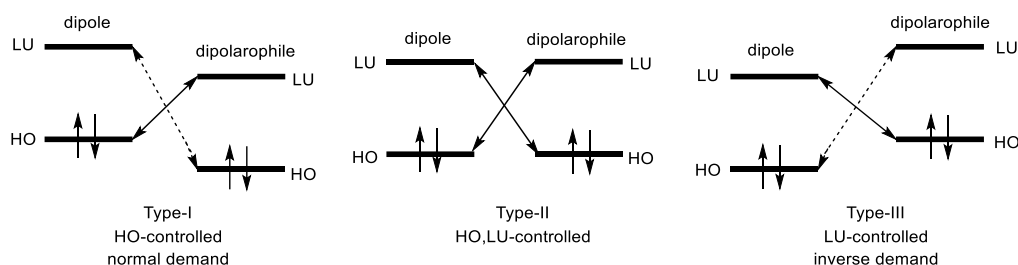 dipole
LU
dipolarophile
LU
HO
HO
Type-I
HO-controlled
normal demand
dipole
dipolarophile
LU
LU
HO
HO
Type-II
HO,LU-controlled
dipole
dipolarophile
LU
LU
HO
HO
Type-III
LU-controlled
inverse demand